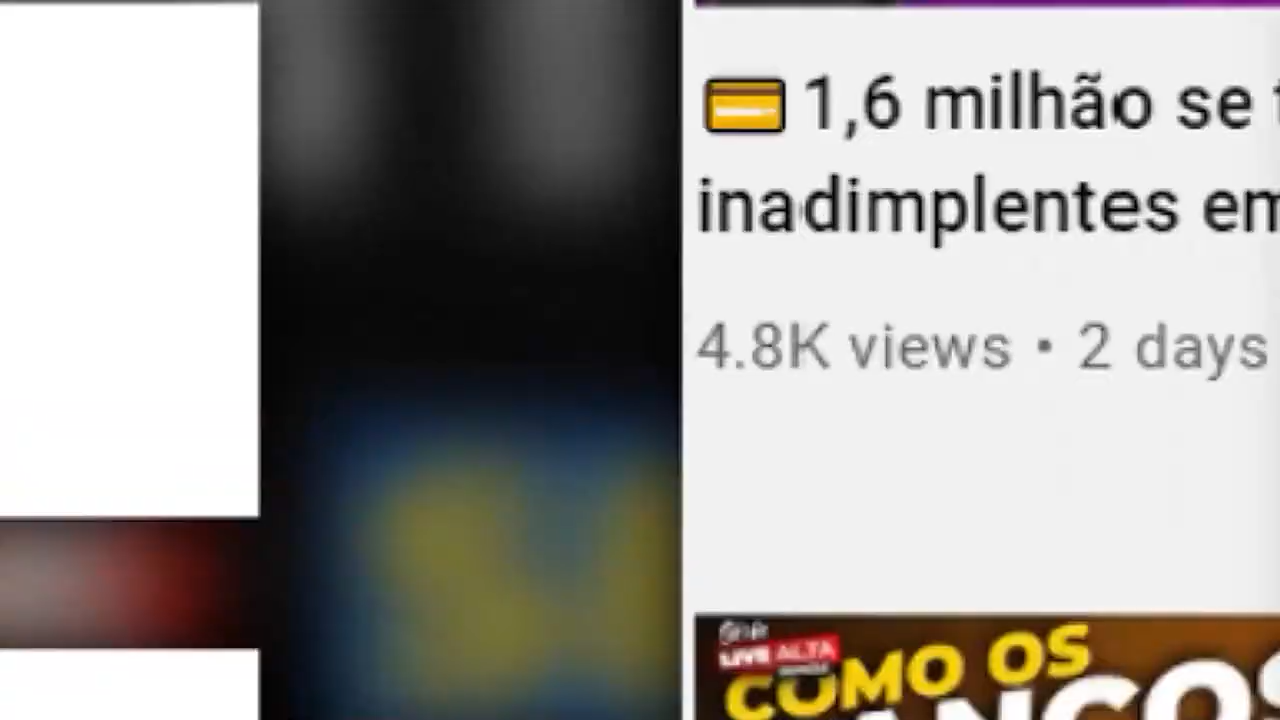 💳 1,6 milhão se
inadimplentes em
4.8K views • 2 days
LIVE ALTA
COMO OS